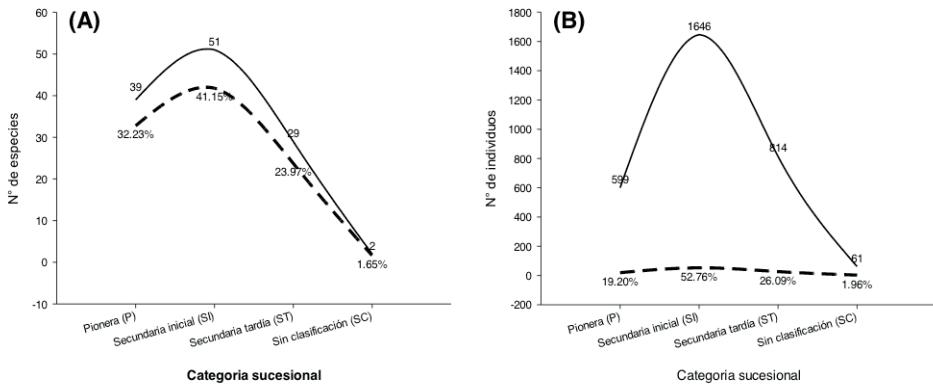 (A)
N° de especies
60
50
40
30
20
10
0
-10
39
51
29
2
32.23%
41.15%
23.97%
1.65%
Pionera (P)
Secundaria inicial (SI)
Secundaria tardía (ST)
Sin clasificación (SC)
Categoria sucesional
(B)
N° de individuos
1800
1600
1400
1200
1000
800
600
400
200
0
-200
599
1646
814
61
19.20%
52.76%
26.09%
1.96%
Pionera (P)
Secundaria inicial (SI)
Secundaria tardía (ST)
Sin clasificación (SC)
Categoria sucesional